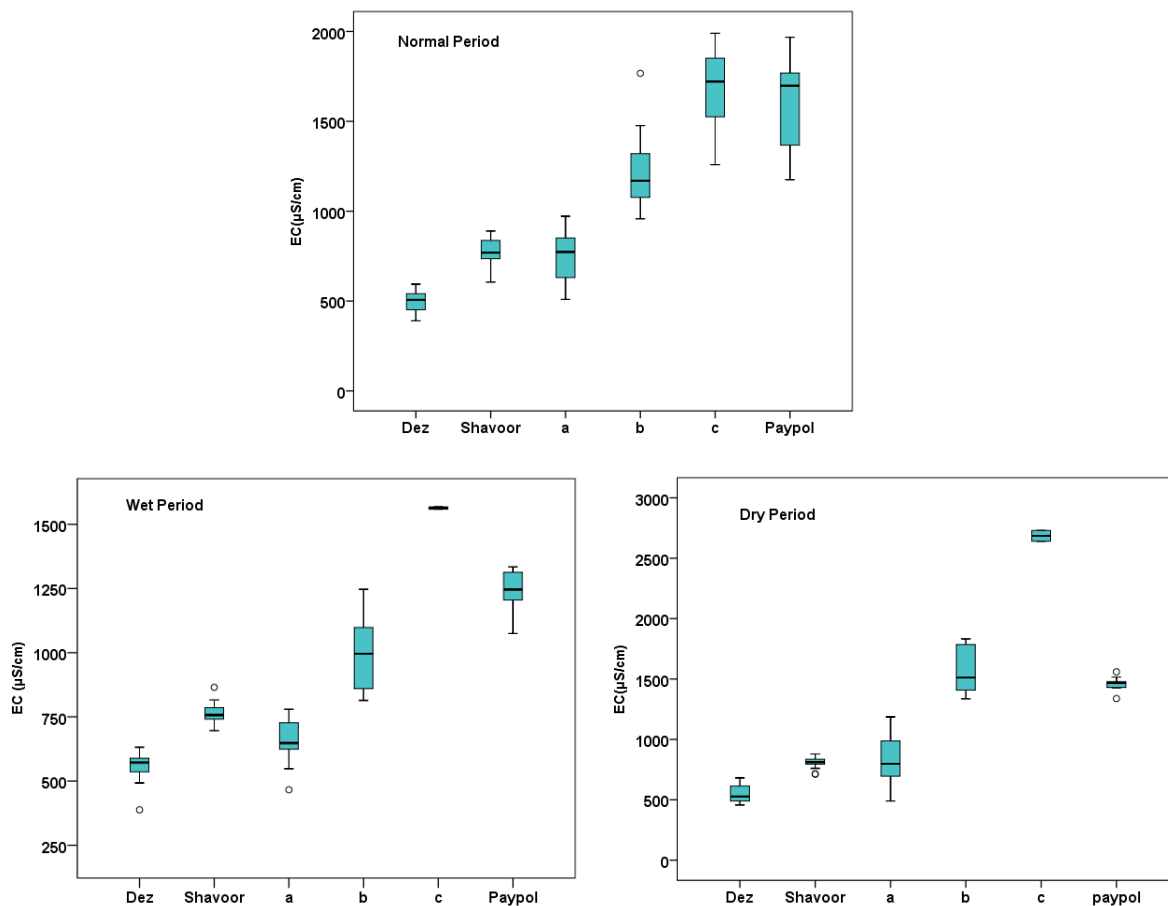 Normal Period
EC(µS/cm)
2000
1500
1000
500
0
Dez Shavoor a b c Paypol
Wet Period
EC (µS/cm)
1500
1250
1000
750
500
250
Dez Shavoor a b c Paypol
Dry Period
EC(µS/cm)
3000
2500
2000
1500
1000
500
0
Dez Shavoor a b c paypol